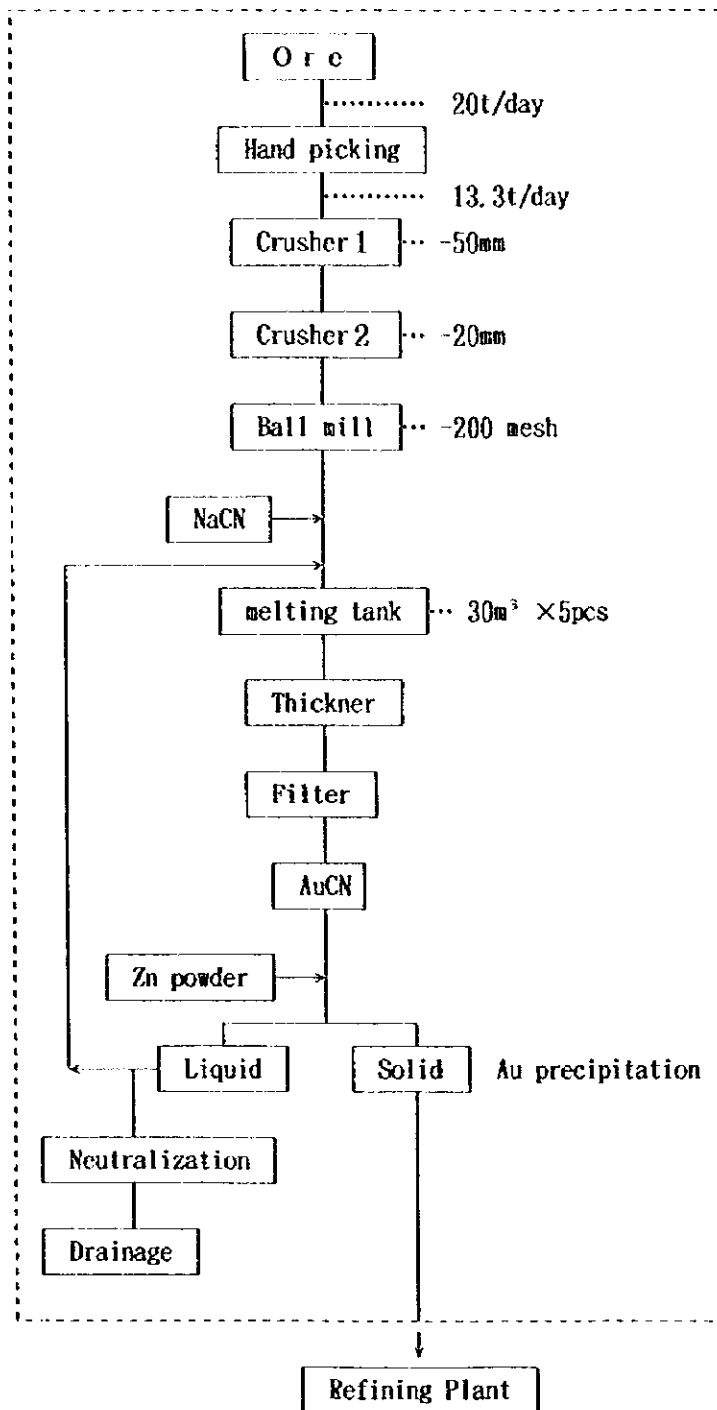 Ore
20t/day
Hand picking
13.3t/day
Crusher 1 ... -50mm
Crusher 2 ... -20mm
Ball mill ... -200 mesh
NaCN
melting tank ... 30m³ ×5pcs
Thickner
Filter
AuCN
Zn powder
Liquid
Solid
Au precipitation
Neutralization
Drainage
Refining Plant